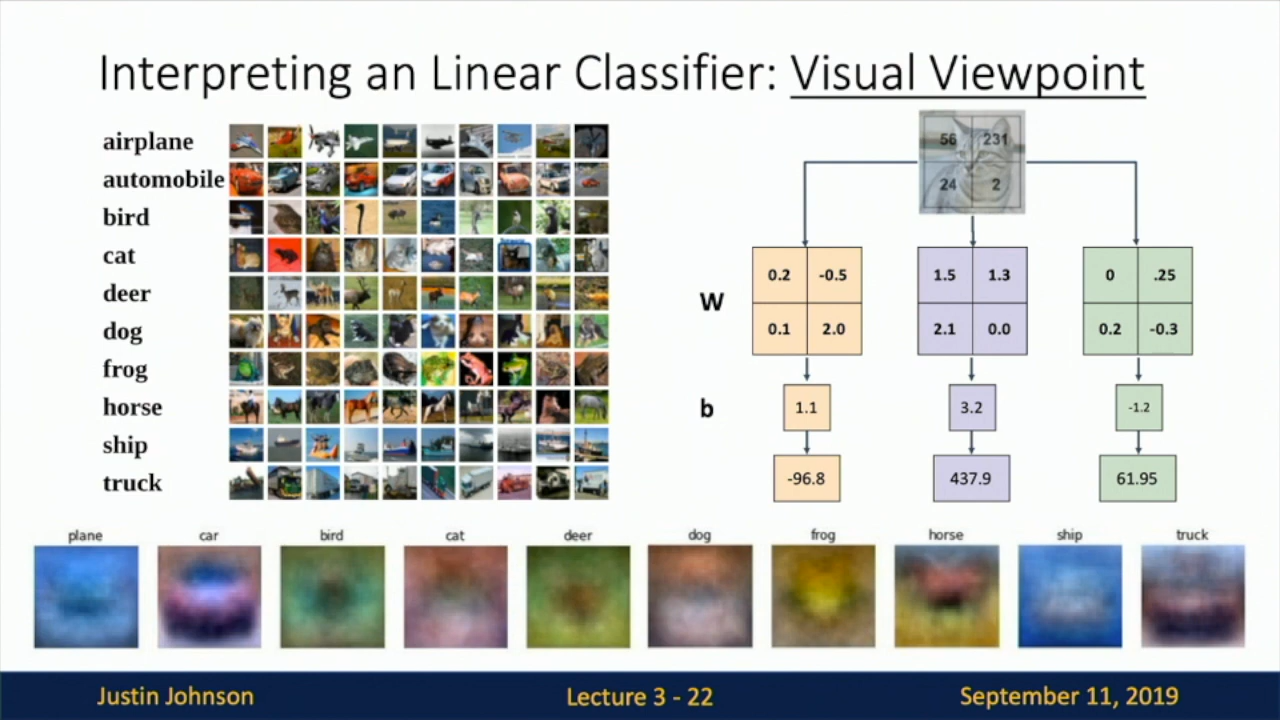 Interpreting an Linear Classifier: Visual Viewpoint
airplane
automobile
bird
cat
deer
dog
frog
horse
ship
truck
56 231
24 2
W
0.2 -0.5
0.1 2.0
1.5 1.3
2.1 0.0
0 .25
0.2 -0.3
b
1.1
3.2
-1.2
-96.8
437.9
61.95
plane car bird cat deer dog frog horse ship truck
Justin Johnson
Lecture 3 - 22
September 11, 2019